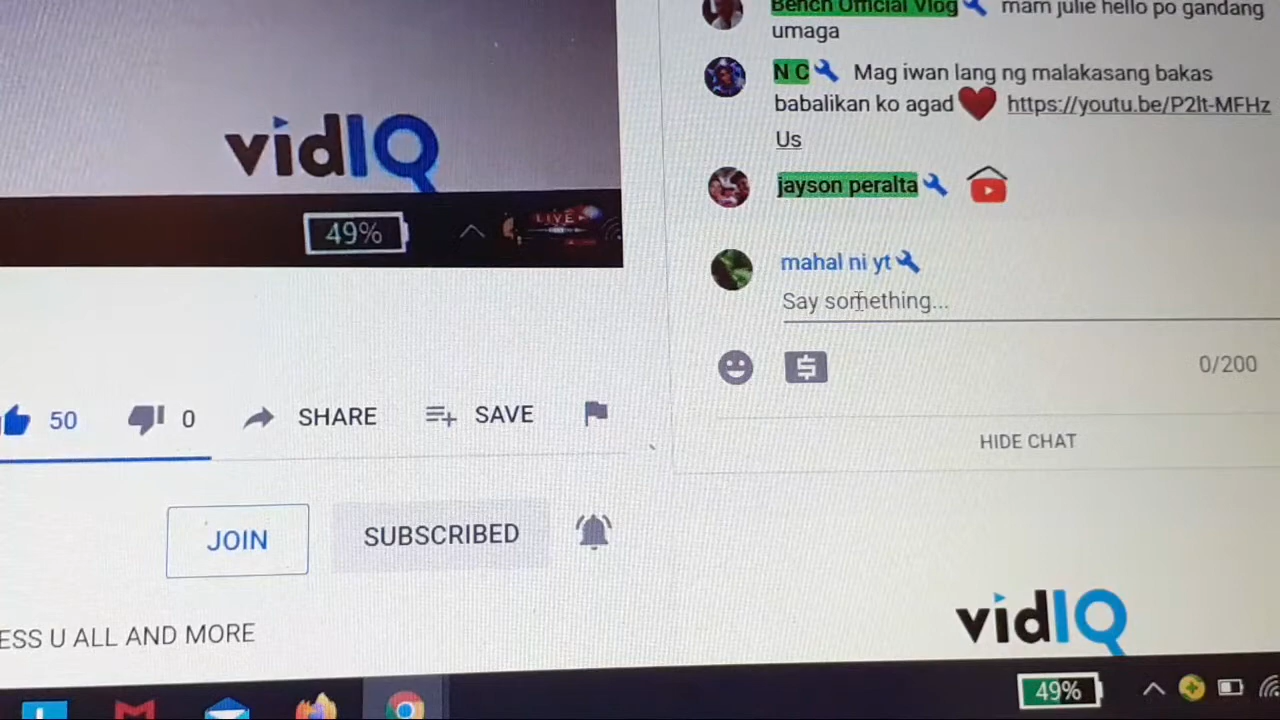 Bench Official Vlog mam julie hello po gandang
umaga
N C Mag iwan lang ng malakasang bakas
babalikan ko agad https://youtu.be/P2lt-MFHz
Us
vidIQ
jayson peralta
49%
LIVE
mahal ni yt
Say something...
0/200
50 0 SHARE SAVE
HIDE CHAT
JOIN SUBSCRIBED
vidIQ
ESS U ALL AND MORE
49%